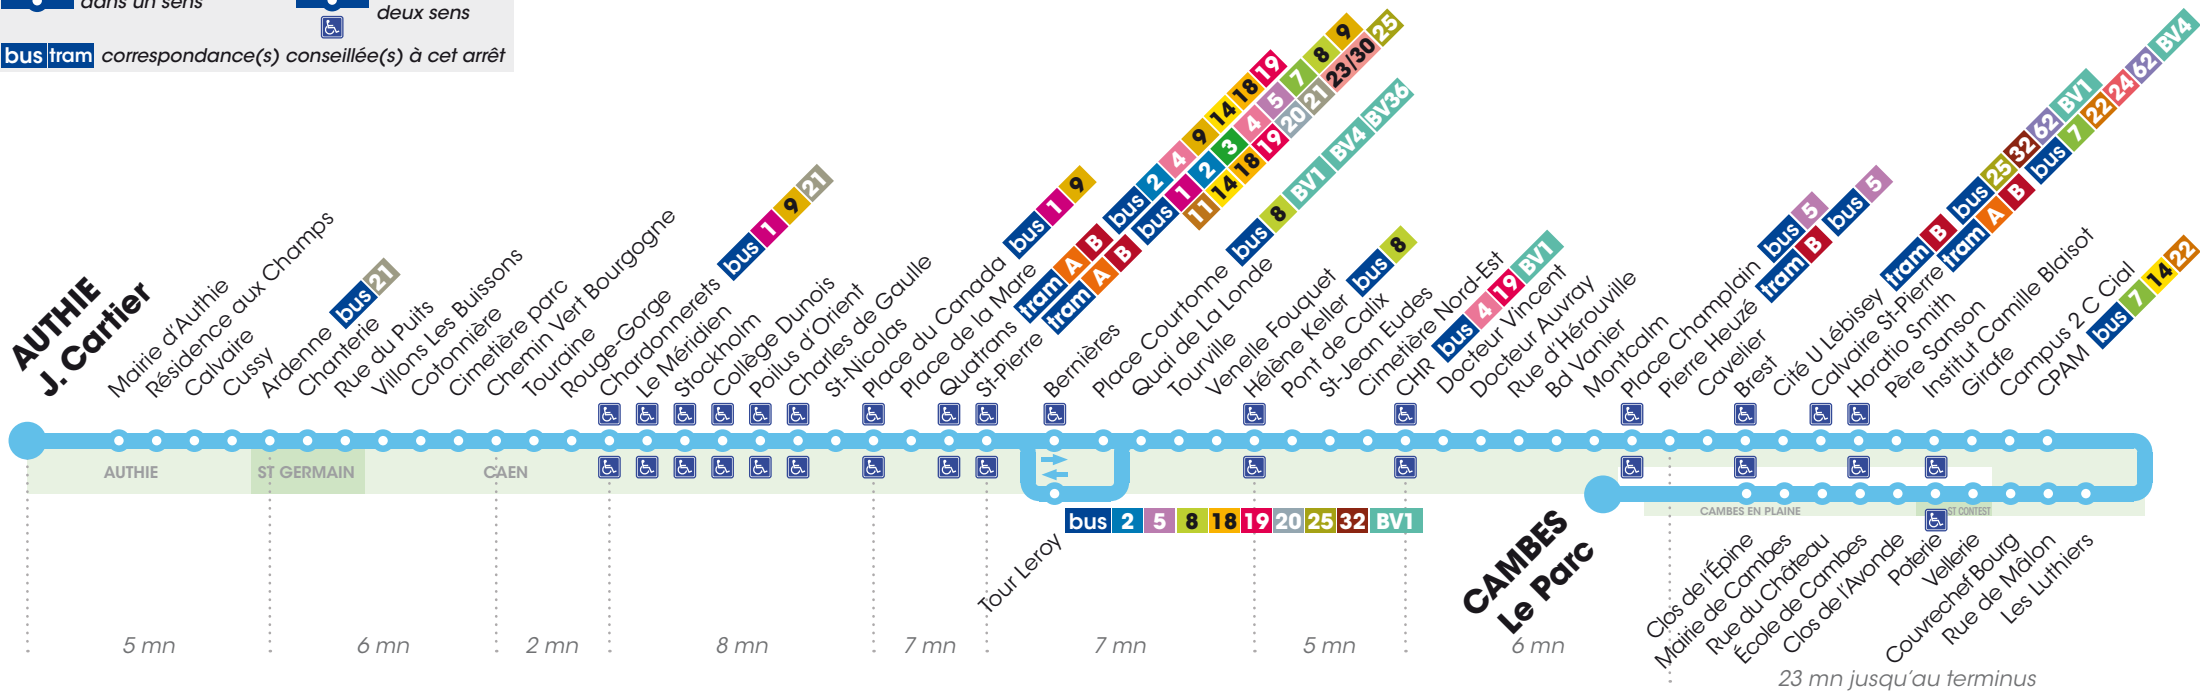 dans un sens
deux sens
bus tram correspondance(s) conseillée(s) à cet arrêt
AUTHIE
J. Cartier
Mairie d'Authie
Résidence aux Champs
Calvaire
Cussy
Ardenne bus 21
Chanterie
Rue du Puits
Villons Les Buissons
Cotonnière
Cimetière parc
Chemin Vert Bourgogne
Touraine
Rouge-Gorge
Chardonnerets bus 1 9 21
Le Méridien
Stockholm
Collège Dunois
Poilus d'Orient
Charles de Gaulle
St-Nicolas
Place du Canada bus 1 9
Place de la Mare
Quatrans tram A B bus 2 4 9 14 18 19
St-Pierre tram A B bus 1 2 3 4 5 7 8 9
11 14 18 19 20 21 23/30 25
Bernières
Place Courtonne bus 8 BV1 BV4 BV36
Quai de La Londe
Tourville
Venelle Fouquet
Hélène Keller bus 8
Pont de Calix
St-Jean Eudes
Cimetière Nord-Est
CHR bus 4 19 BV1
Docteur Vincent
Docteur Auvray
Rue d'Hérouville
Bd Vanier
Montcalm
Place Champlain bus 5
Pierre Heuzé tram B bus 5
Cavelier
Brest
Cité U Lébisey tram B bus 25 32 62 BV1
Calvaire St-Pierre tram A B bus 7 22 24 62 BV4
Horatio Smith
Père Sanson
Institut Camille Blaisot
Girafe
Campus 2 C Cial
CPAM bus 7 14 22
AUTHIE
ST GERMAIN
CAEN
CAMBES EN PLAINE
ST CONTEST
Tour Leroy
bus 2 5 8 18 19 20 25 32 BV1
CAMBES
Le Parc
Clos de l'Épine
Mairie de Cambes
Rue du Château
École de Cambes
Clos de l'Avonde
Poterie
Vellerie
Couvrechef Bourg
Rue de Mâlon
Les Luthiers
5 mn
6 mn
2 mn
8 mn
7 mn
7 mn
5 mn
6 mn
23 mn jusqu'au terminus